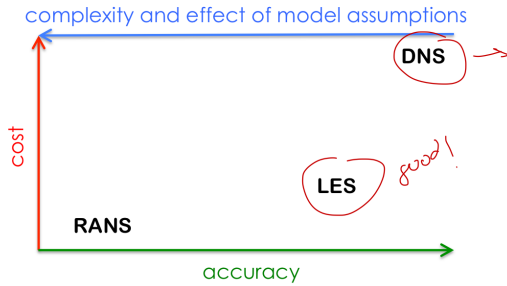 complexity and effect of model assumptions
DNS
cost
LES
good!
RANS
accuracy